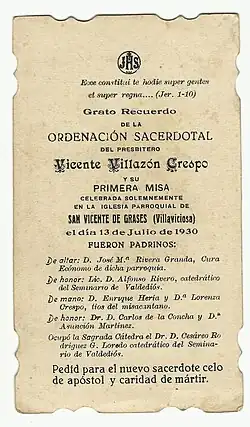 JHS
Ecce constitui te hodie super gentes
et super regna.... (Jer. 1-10)
Grato Recuerdo
DE LA
ORDENACIÓN SACERDOTAL
DEL PRESBITERO
Vicente Villazón Crespo
Y SU
PRIMERA MISA
CELEBRADA SOLEMNEMENTE
EN LA IGLESIA PARROQUIAL DE
SAN VICENTE DE GRASES (Villaviciosa)
el día 13 de Julio de 1930
FUERON PADRINOS:
De altar: D. José M.ª Rivera Granda, Cura
Ecónomo de dicha parroquia.
De honor: Lic. D. Alfonso Rivero, catedrático
del Seminario de Valdediós.
De mano: D. Enrique Heria y D.ª Lorenza
Crespo, tíos del misacantano.
De honor: Dr. D. Carlos de la Concha y D.ª
Asunción Martínez.
Ocupó la Sagrada Cátedra el Dr. D. Cesáreo Ro
dríguez G. Loredo catedrático del Semina-
rio de Valdediós.
Pedid para el nuevo sacerdote celo
de apóstol y caridad de mártir.